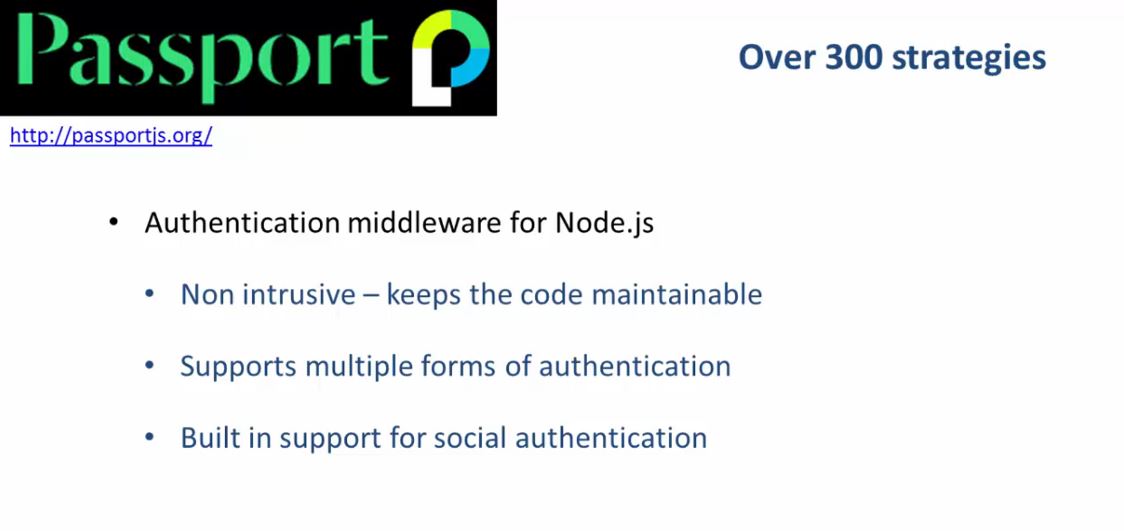 Passport
Over 300 strategies
http://passportjs.org/
• Authentication middleware for Node.js
• Non intrusive – keeps the code maintainable
• Supports multiple forms of authentication
• Built in support for social authentication